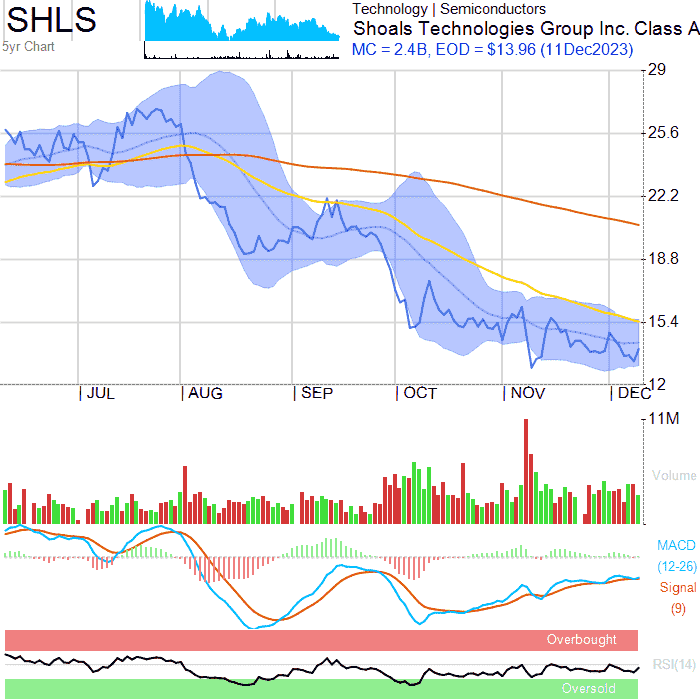 SHLS
5yr Chart
Technology | Semiconductors
Shoals Technologies Group Inc. Class A
MC = 2.4B, EOD = $13.96 (11Dec2023)
29
25.6
22.2
18.8
15.4
12
JUL AUG SEP OCT NOV DEC
11M
Volume
MACD
(12-26)
Signal
(9)
Overbought
RSI(14)
Oversold